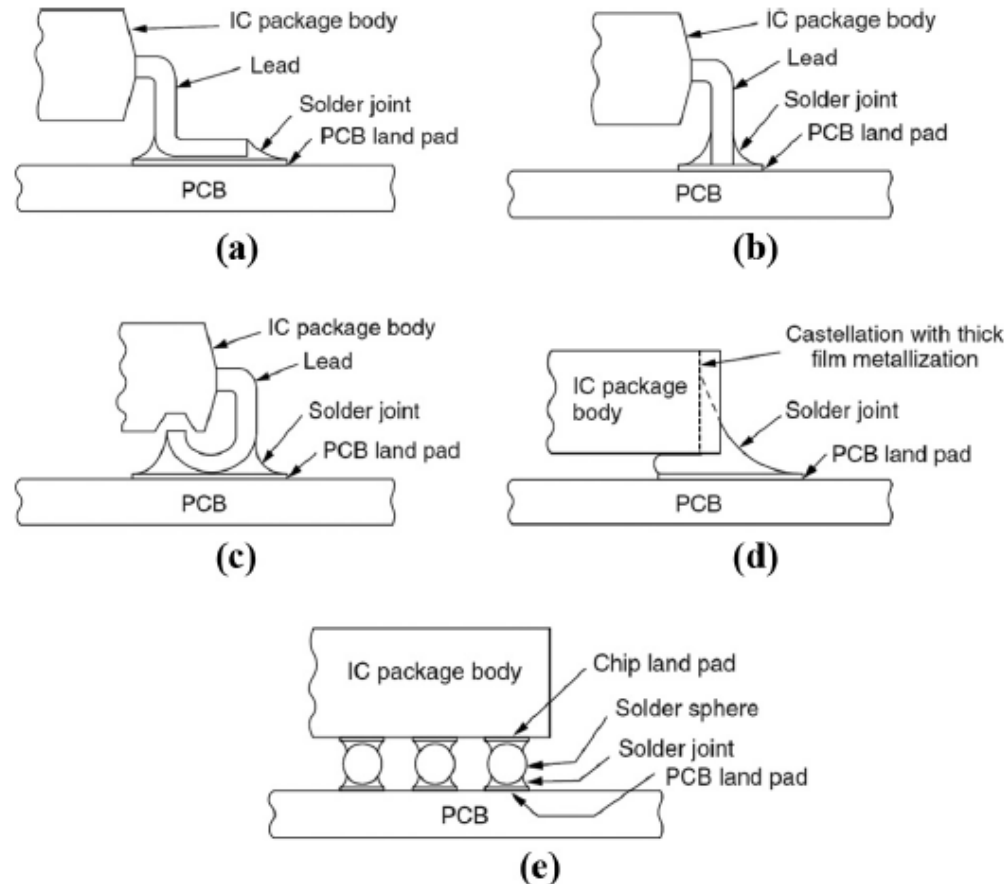 IC package body
Lead
Solder joint
PCB land pad
PCB
(a)
IC package body
Lead
Solder joint
PCB land pad
PCB
(b)
IC package body
Lead
Solder joint
PCB land pad
PCB
(c)
Castellation with thick
film metallization
IC package
body
Solder joint
PCB land pad
PCB
(d)
IC package body
Chip land pad
Solder sphere
Solder joint
PCB land pad
PCB
(e)